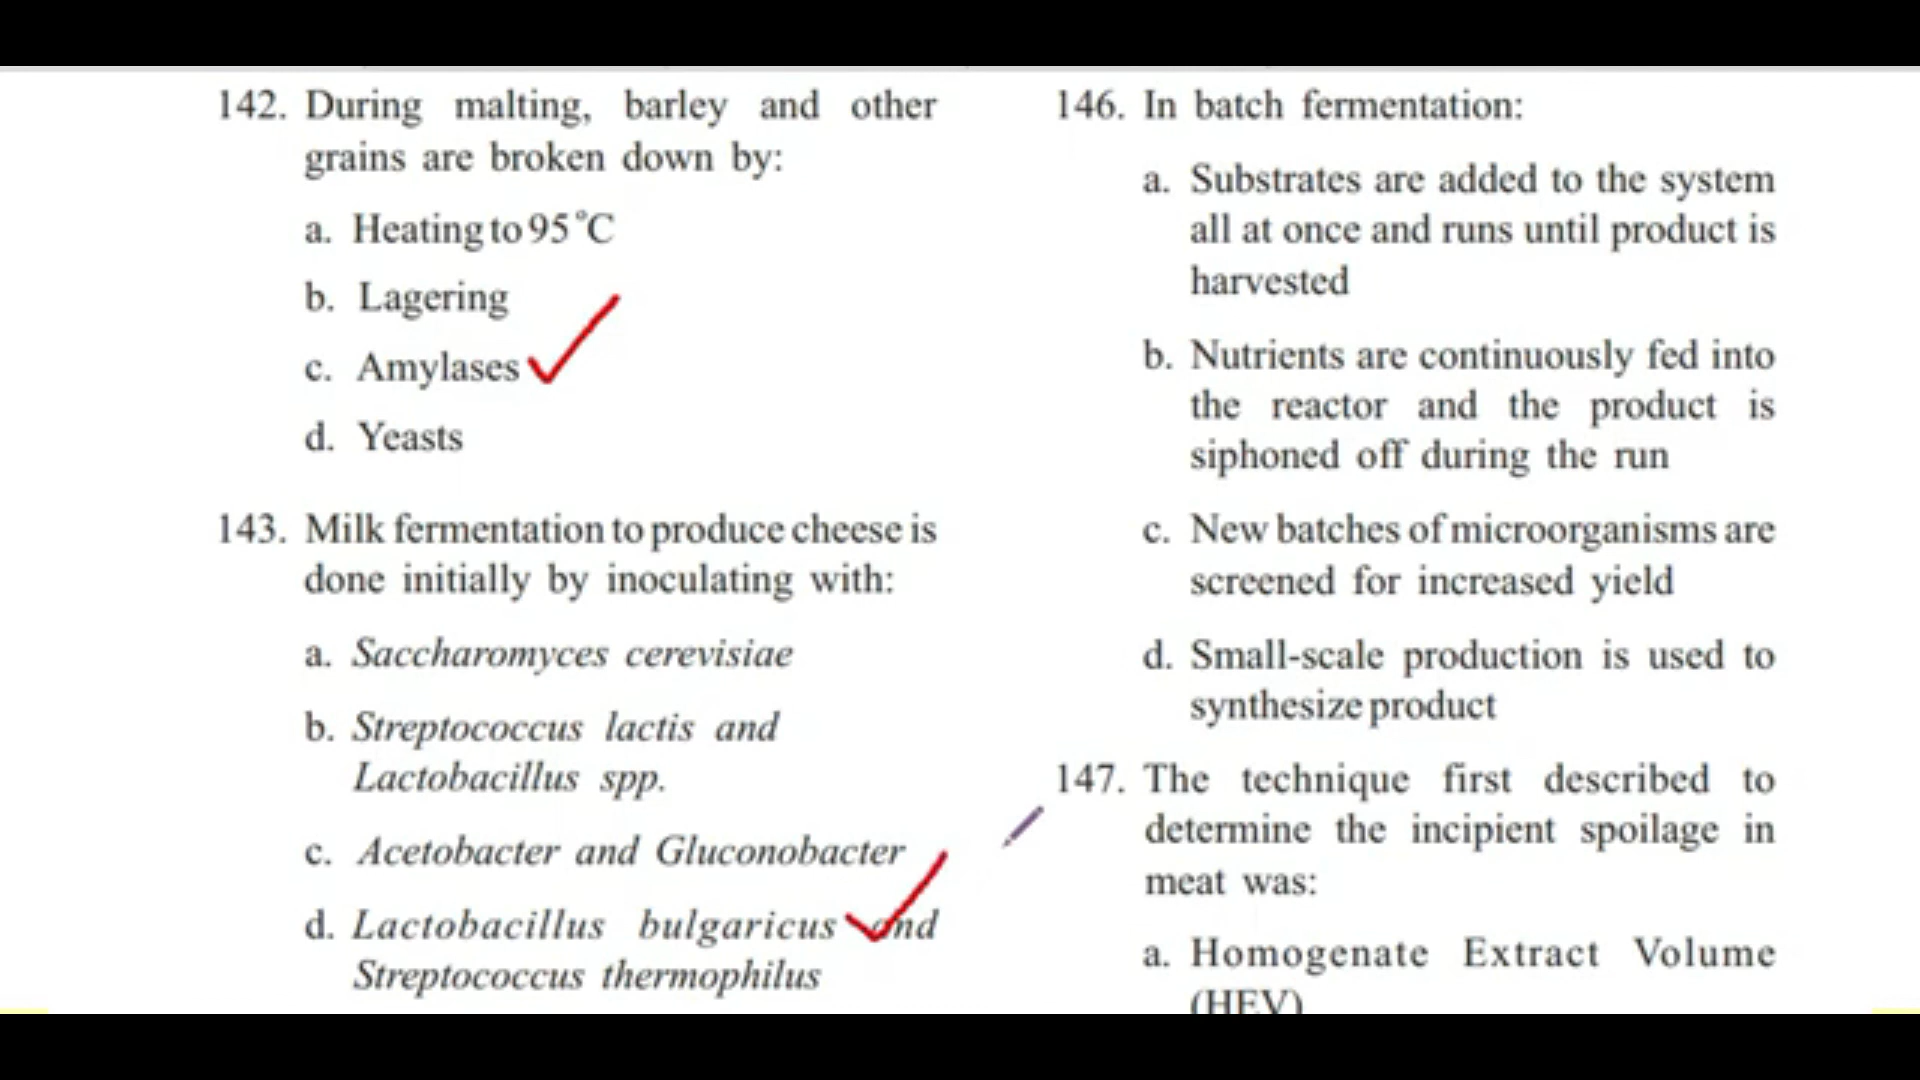 142. During malting, barley and other
grains are broken down by:
a. Heating to 95°C
b. Lagering
c. Amylases
d. Yeasts
143. Milk fermentation to produce cheese is
done initially by inoculating with:
a. Saccharomyces cerevisiae
b. Streptococcus lactis and
Lactobacillus spp.
c. Acetobacter and Gluconobacter
d. Lactobacillus bulgaricus and
Streptococcus thermophilus
146. In batch fermentation:
a. Substrates are added to the system
all at once and runs until product is
harvested
b. Nutrients are continuously fed into
the reactor and the product is
siphoned off during the run
c. New batches of microorganisms are
screened for increased yield
d. Small-scale production is used to
synthesize product
147. The technique first described to
determine the incipient spoilage in
meat was:
a. Homogenate Extract Volume
(HEV)